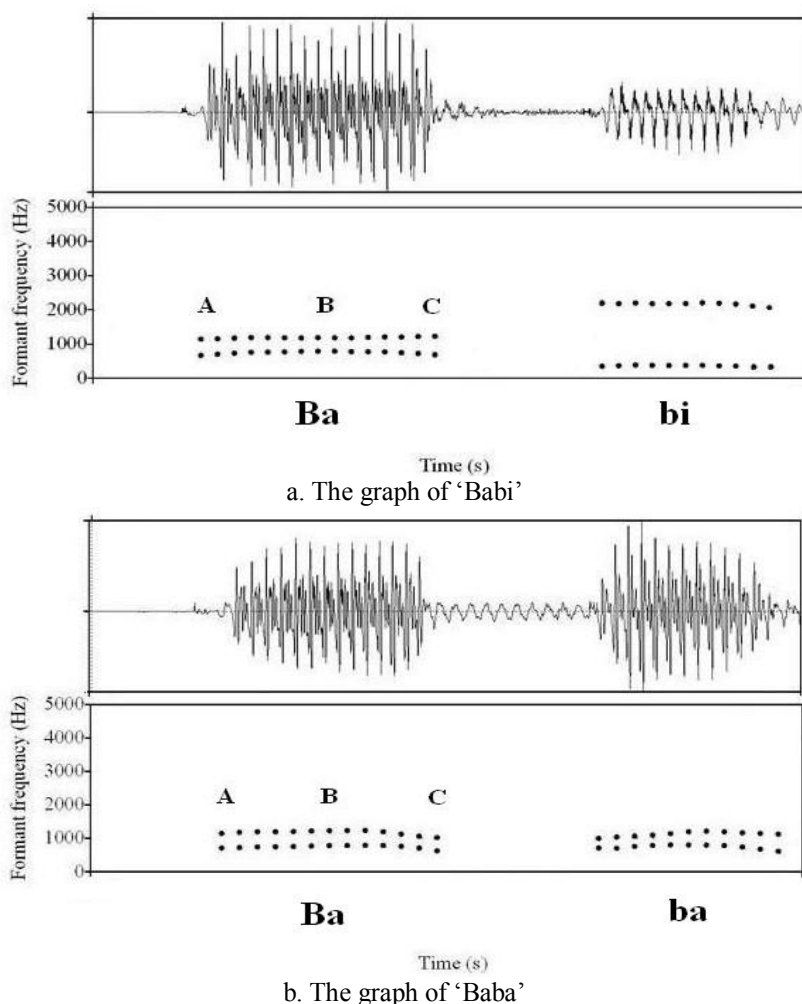 5000
4000
3000
2000
1000
0
Formant frequency (Hz)
A B C
Ba bi
Time (s)
a. The graph of ‘Babi’
5000
4000
3000
2000
1000
0
Formant frequency (Hz)
A B C
Ba ba
Time (s)
b. The graph of ‘Baba’